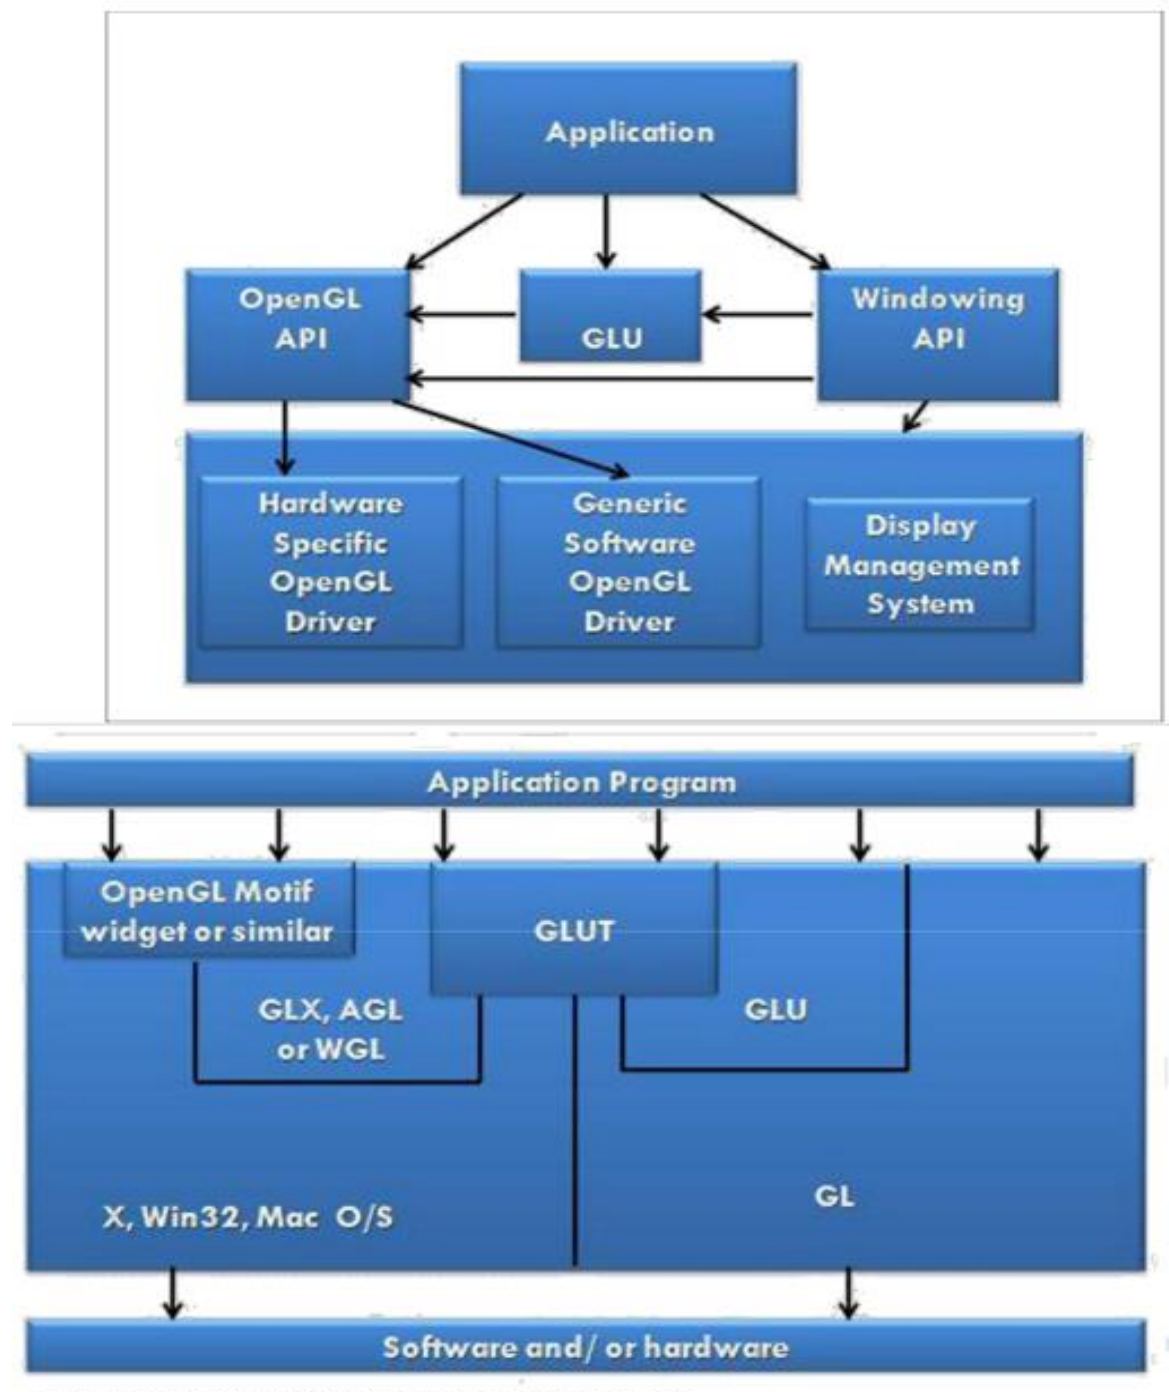 Application
OpenGL
API
GLU
Windowing
API
Hardware
Specific
OpenGL
Driver
Generic
Software
OpenGL
Driver
Display
Management
System
Application Program
OpenGL Motif
widget or similar
GLUT
GLX, AGL
or WGL
GLU
X, Win32, Mac O/S
GL
Software and/ or hardware